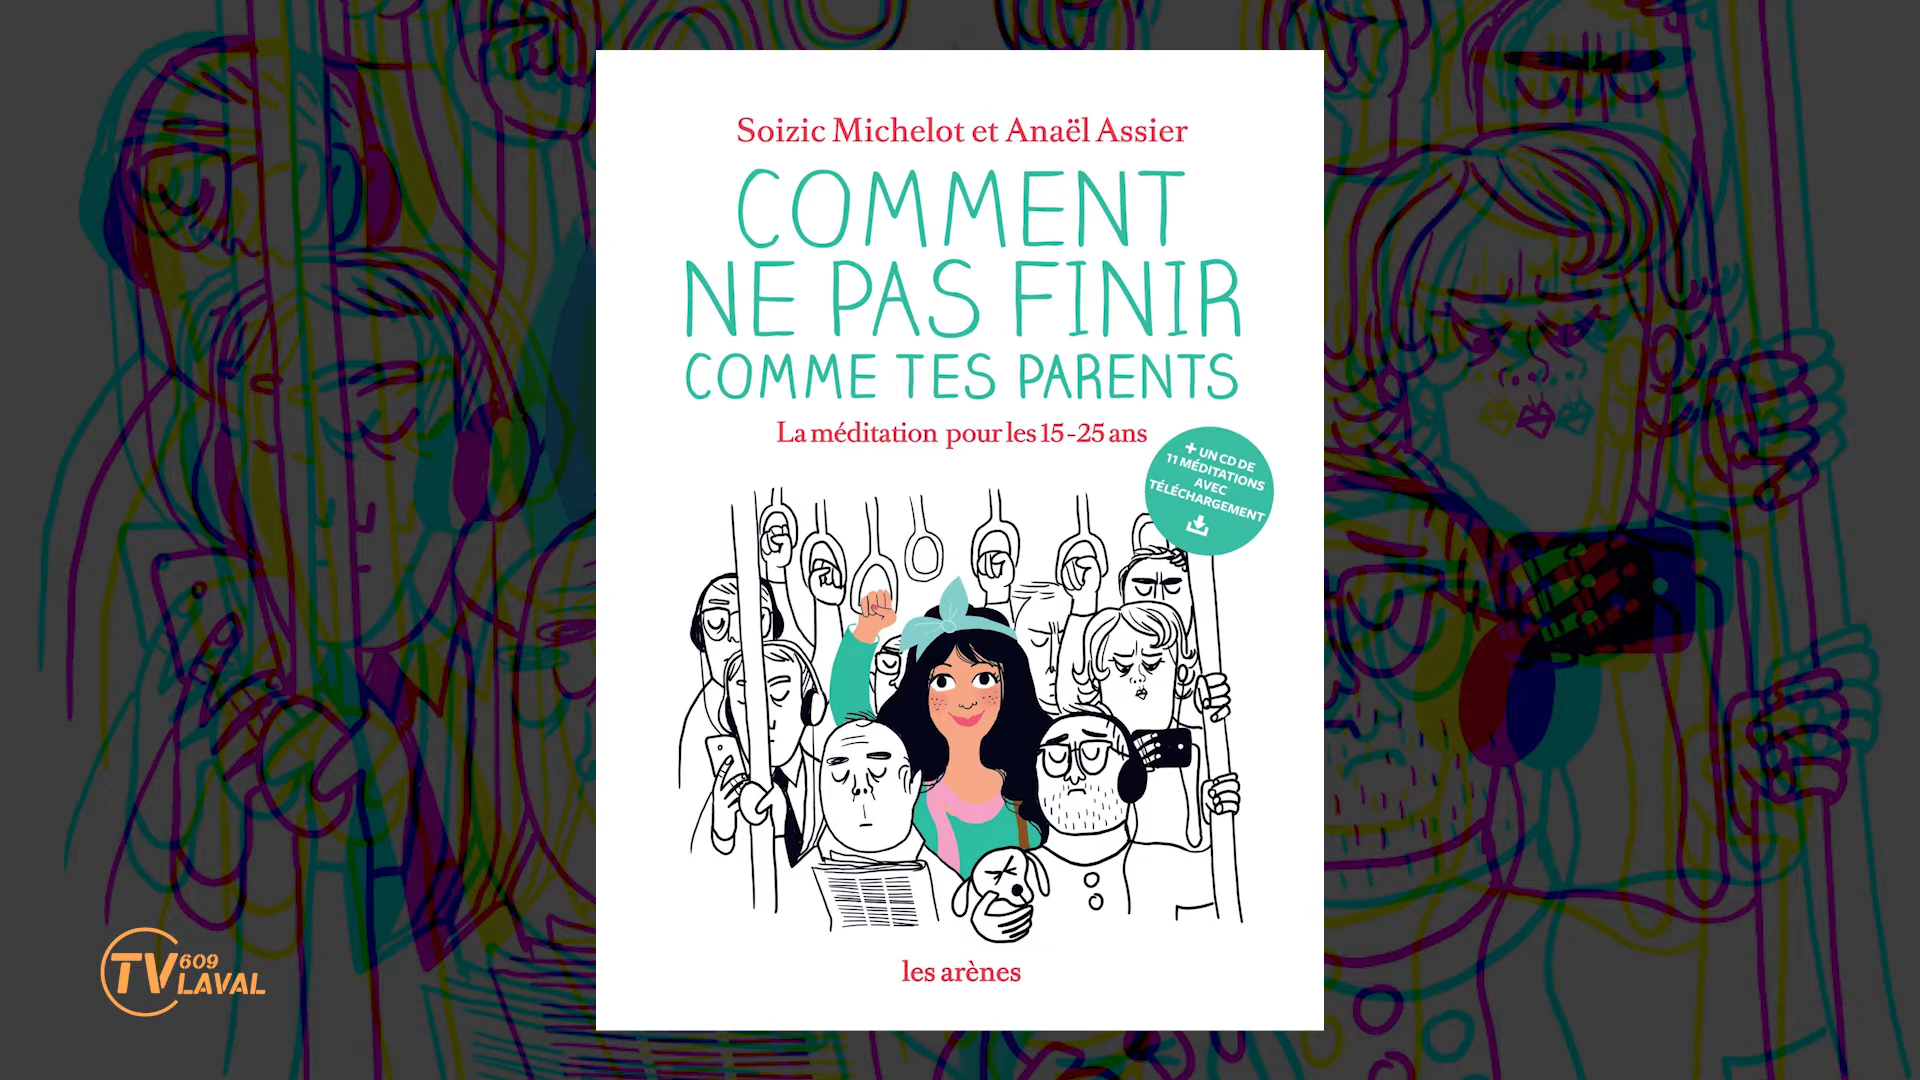 Soizic Michelot et Anaël Assier
COMMENT
NE PAS FINIR
COMME TES PARENTS
La méditation pour les 15-25 ans
+ UN CD DE
11 MÉDITATIONS
AVEC
TÉLÉCHARGEMENT
les arènes
TV 609
LAVAL